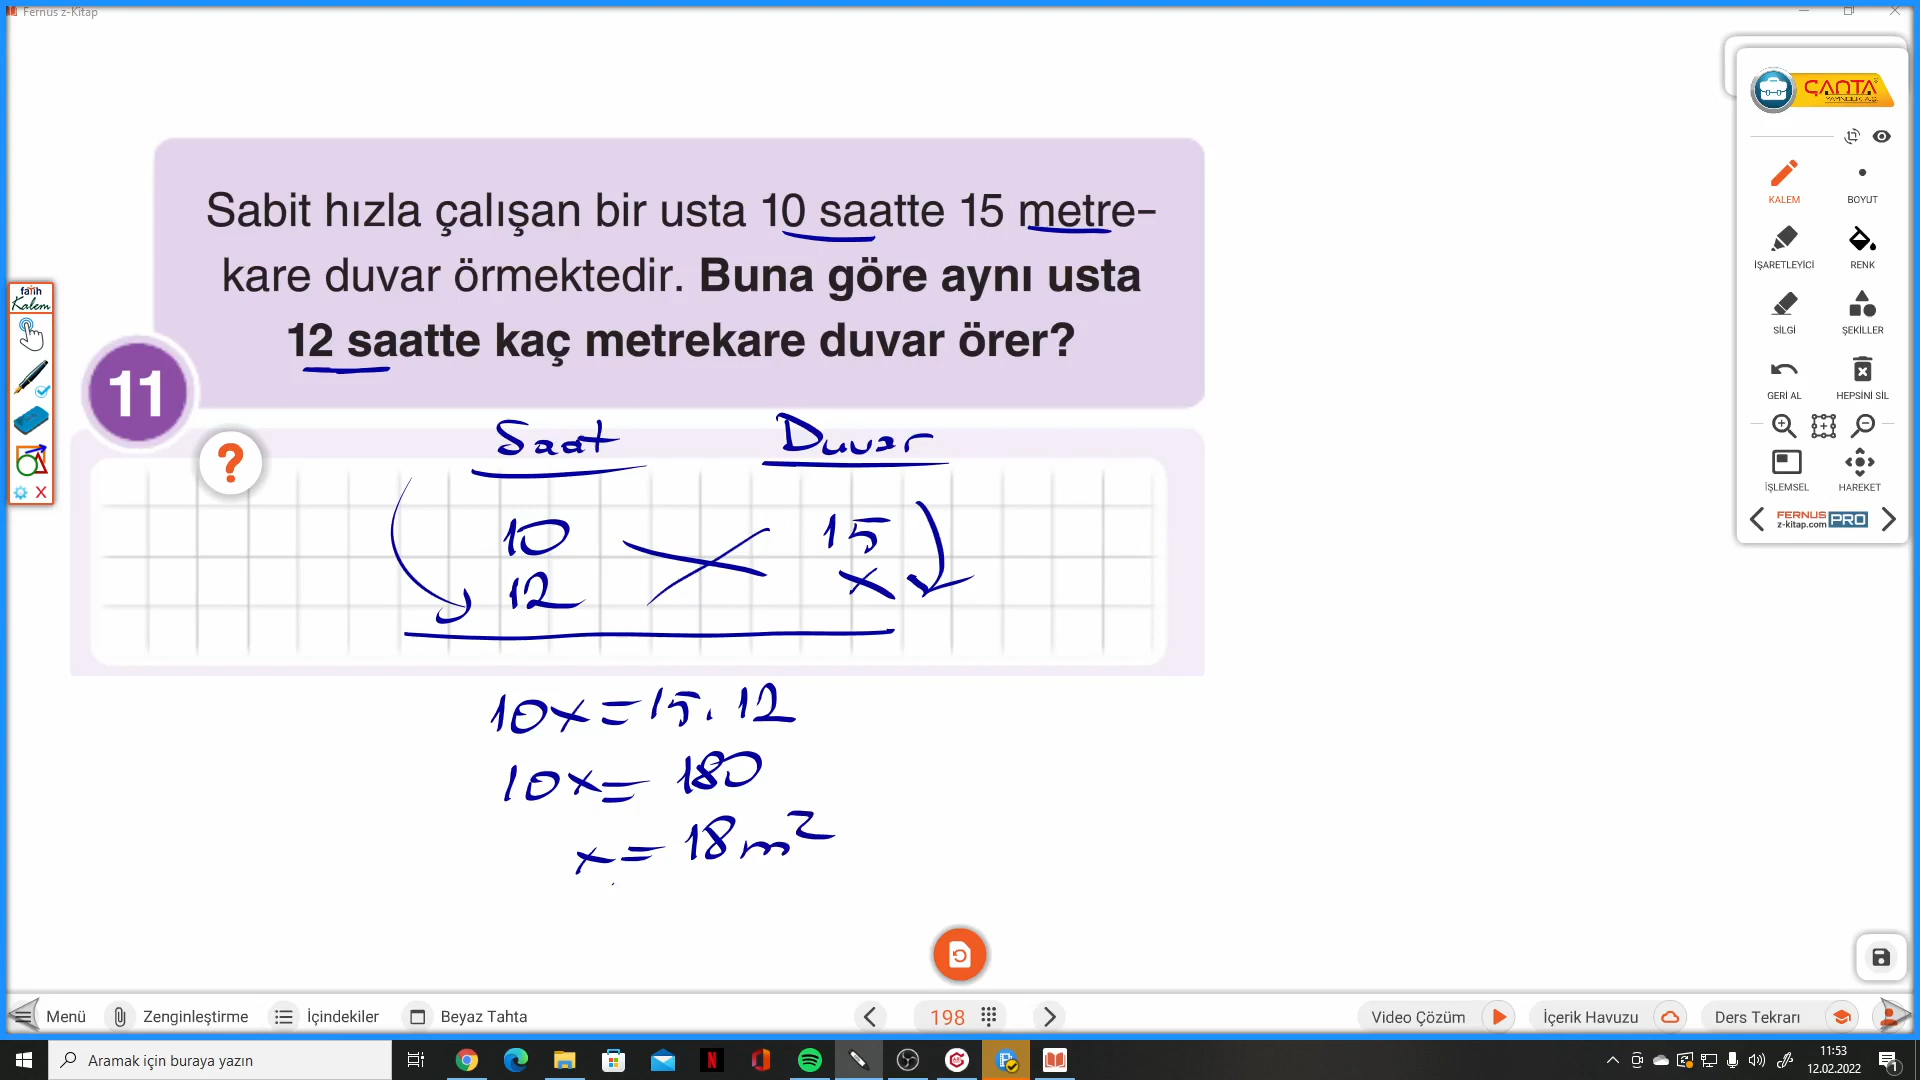 Fernus z-Kitap
ÇANTA
YAYINCILIK A.Ş.
KALEM
BOYUT
İŞARETLEYİCİ
RENK
SİLGİ
ŞEKİLLER
GERİ AL
HEPSİNİ SİL
İŞLEMSEL
HAREKET
FERNUS
z-kitap.com
PRO
fatih
Kalem
X
Sabit hızla çalışan bir usta 10 saatte 15 metre-
kare duvar örmektedir. Buna göre aynı usta
12 saatte kaç metrekare duvar örer?
11
?
Saat Duvar
10 15
12 x
10x=15.12
10x=180
x=18m²
Menü
Zenginleştirme
İçindekiler
Beyaz Tahta
198
Video Çözüm
İçerik Havuzu
Ders Tekrarı
Aramak için buraya yazın
11:53
12.02.2022
1